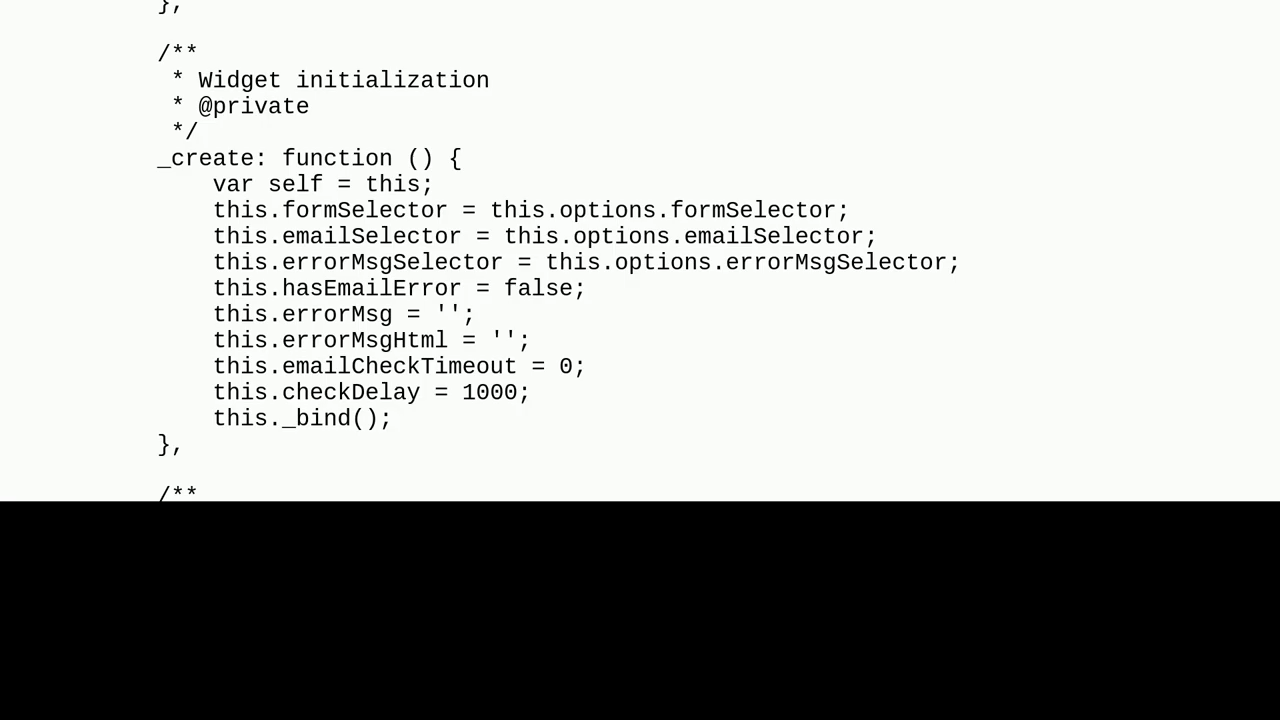 },
/**
 * Widget initialization
 * @private
 */
_create: function () {
    var self = this;
    this.formSelector = this.options.formSelector;
    this.emailSelector = this.options.emailSelector;
    this.errorMsgSelector = this.options.errorMsgSelector;
    this.hasEmailError = false;
    this.errorMsg = '';
    this.errorMsgHtml = '';
    this.emailCheckTimeout = 0;
    this.checkDelay = 1000;
    this._bind();
},
/**